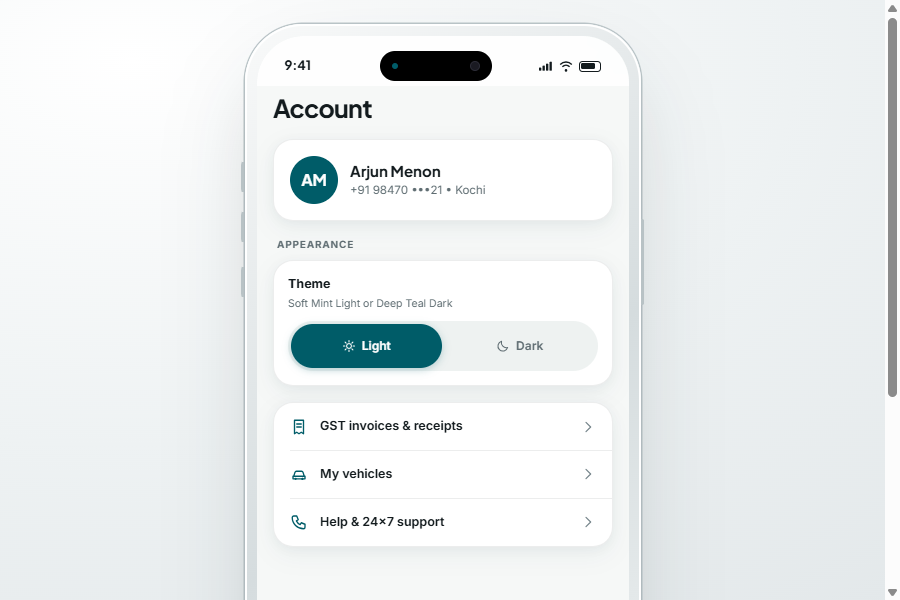 9:41
Account
AM
Arjun Menon
+91 98470 •••21 • Kochi
APPEARANCE
Theme
Soft Mint Light or Deep Teal Dark
Light
Dark
GST invoices & receipts
My vehicles
Help & 24×7 support